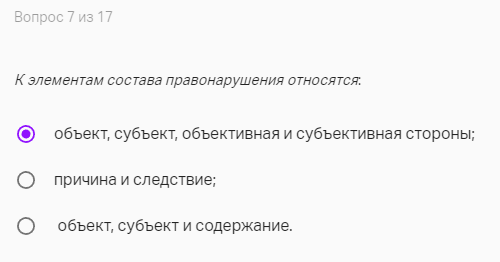 Вопрос 7 из 17
К элементам состава правонарушения относятся:
объект, субъект, объективная и субъективная стороны;
причина и следствие;
объект, субъект и содержание.